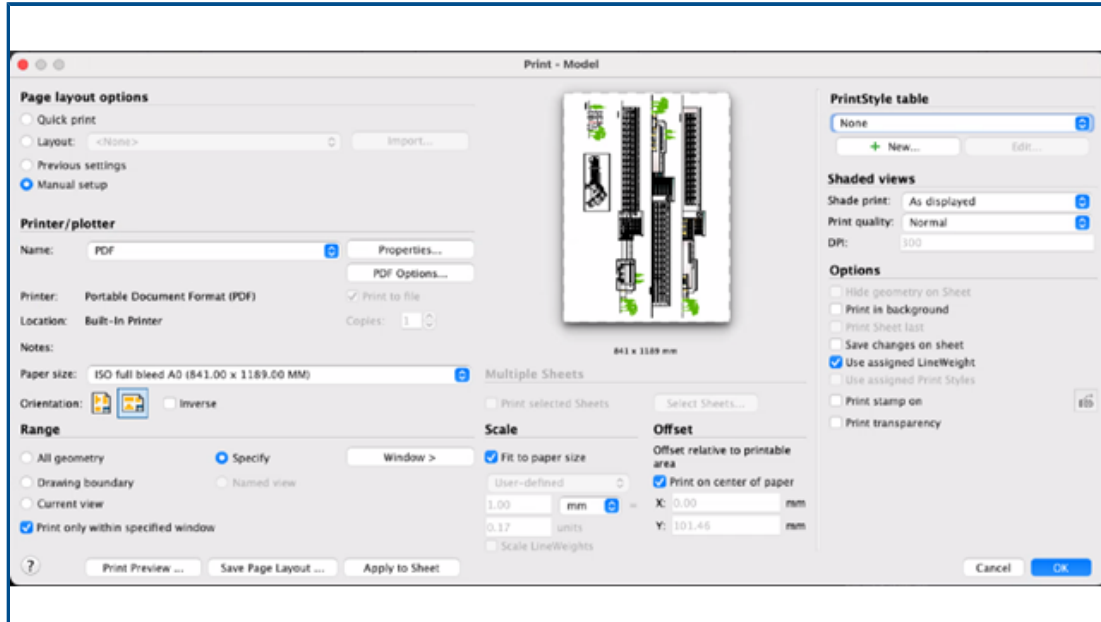 Print - Model
Page layout options
Quick print
Layout: <None> Import...
Previous settings
Manual setup
Printer/plotter
Name: PDF Properties...
PDF Options...
Printer: Portable Document Format (PDF) Print to file
Location: Built-In Printer Copies: 1
Notes:
Paper size: ISO full bleed A0 (841.00 x 1189.00 MM)
Orientation: Inverse
Range
All geometry Specify Window >
Drawing boundary Named view
Current view
Print only within specified window
? Print Preview ... Save Page Layout ... Apply to Sheet
841 x 1189 mm
Multiple Sheets
Print selected Sheets Select Sheets...
Scale
Fit to paper size
User-defined
1.00 mm =
0.17 units
Scale LineWeights
Offset
Offset relative to printable
area
Print on center of paper
X: 0.00 mm
Y: 101.46 mm
PrintStyle table
None
+ New... Edit...
Shaded views
Shade print: As displayed
Print quality: Normal
DPI: 300
Options
Hide geometry on Sheet
Print in background
Print Sheet last
Save changes on sheet
Use assigned LineWeight
Use assigned Print Styles
Print stamp on
Print transparency
Cancel OK